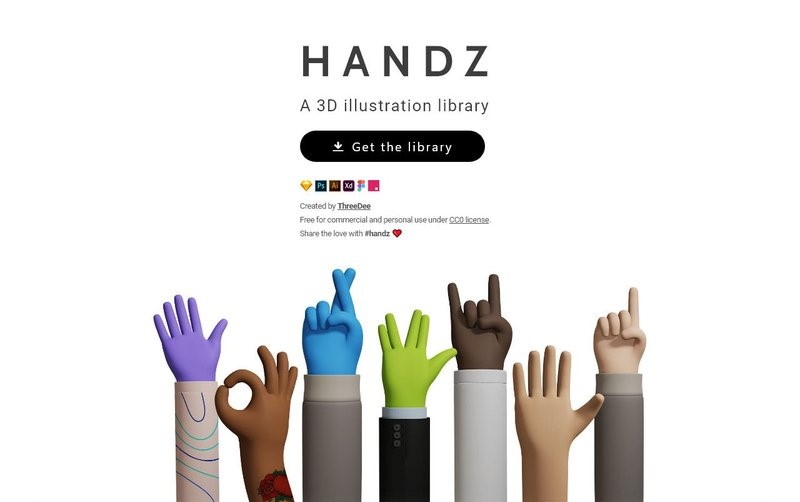 HANDZ
A 3D illustration library
Get the library
Ps Ai Xd
Created by ThreeDee
Free for commercial and personal use under CC0 license.
Share the love with #handz